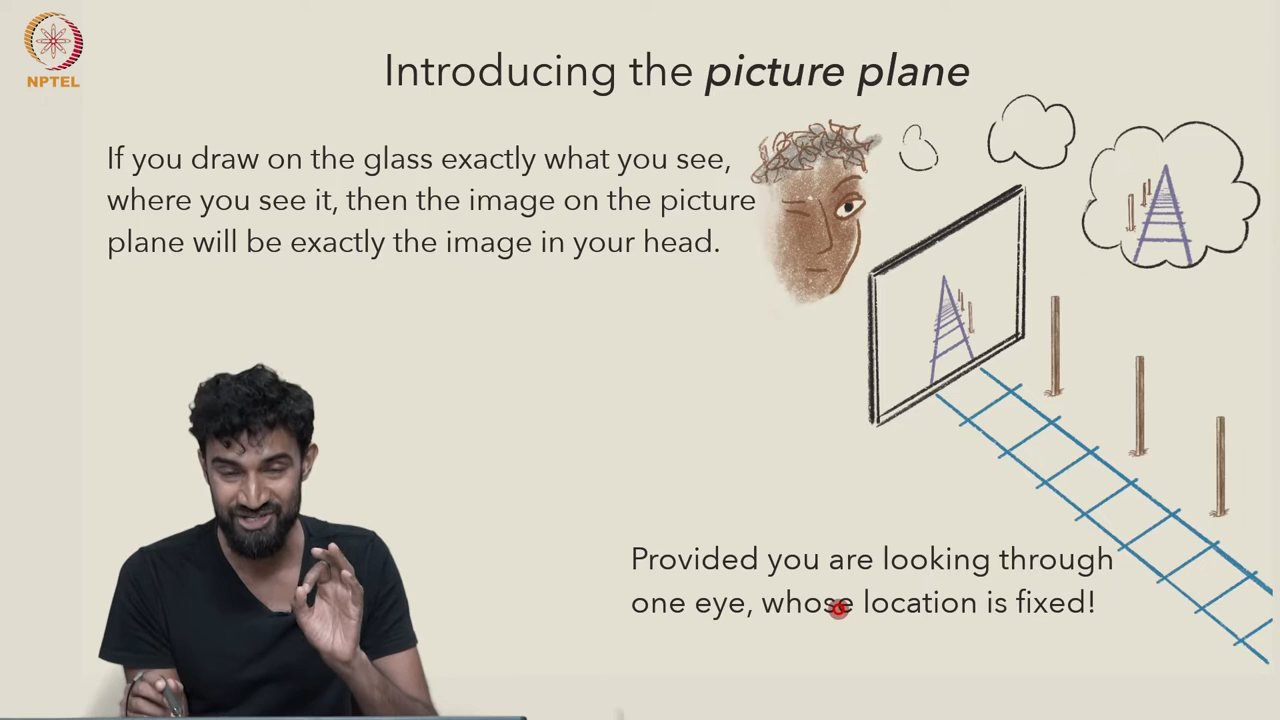 NPTEL
Introducing the picture plane
If you draw on the glass exactly what you see,
where you see it, then the image on the picture
plane will be exactly the image in your head.
Provided you are looking through
one eye, whose location is fixed!